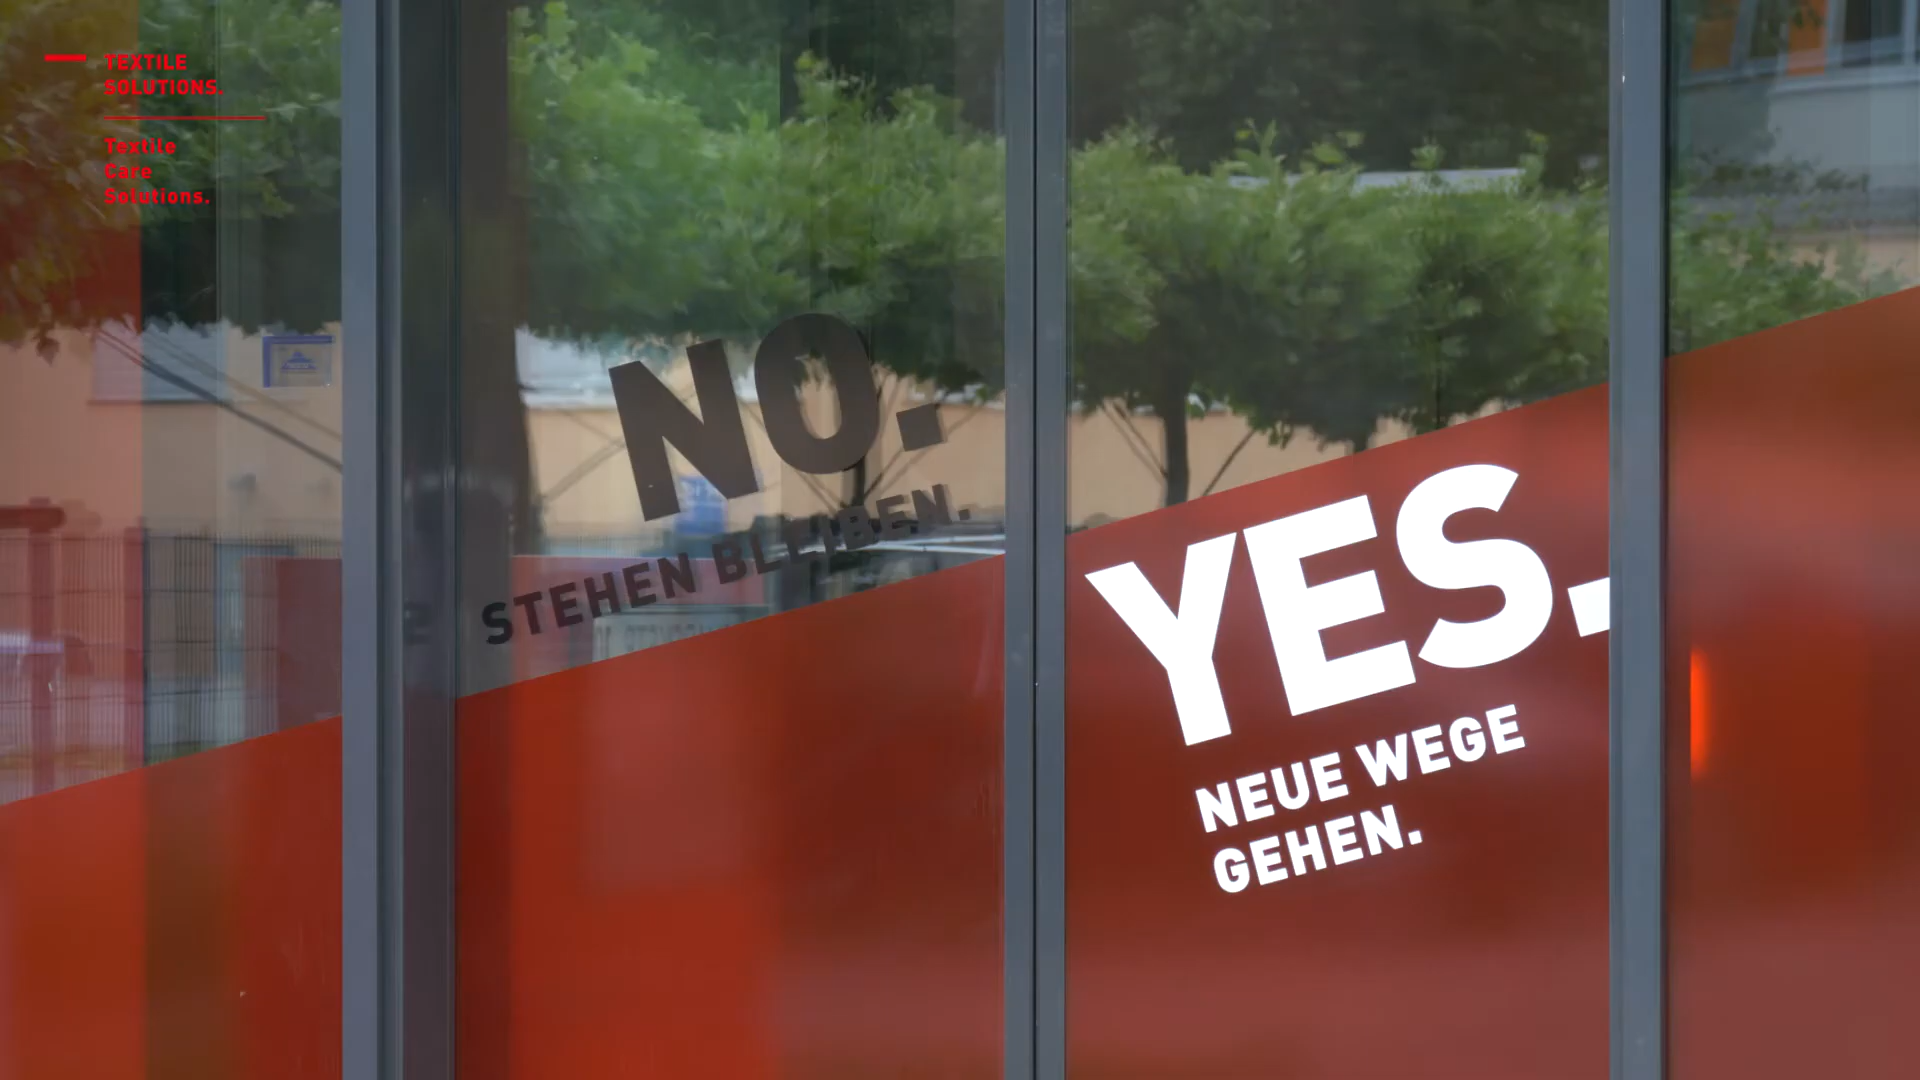 TEXTILE
SOLUTIONS.
Textile
Care
Solutions.
NO.
STEHEN BLEIBEN.
YES.
NEUE WEGE
GEHEN.